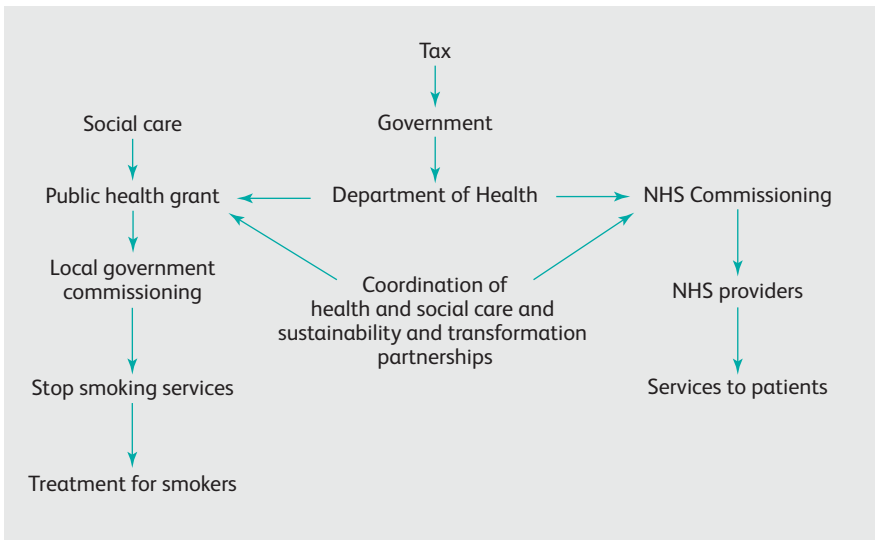 Tax
Social care
Government
Public health grant
Department of Health
NHS Commissioning
Local government
commissioning
Coordination of
health and social care and
sustainability and transformation
partnerships
NHS providers
Stop smoking services
Services to patients
Treatment for smokers